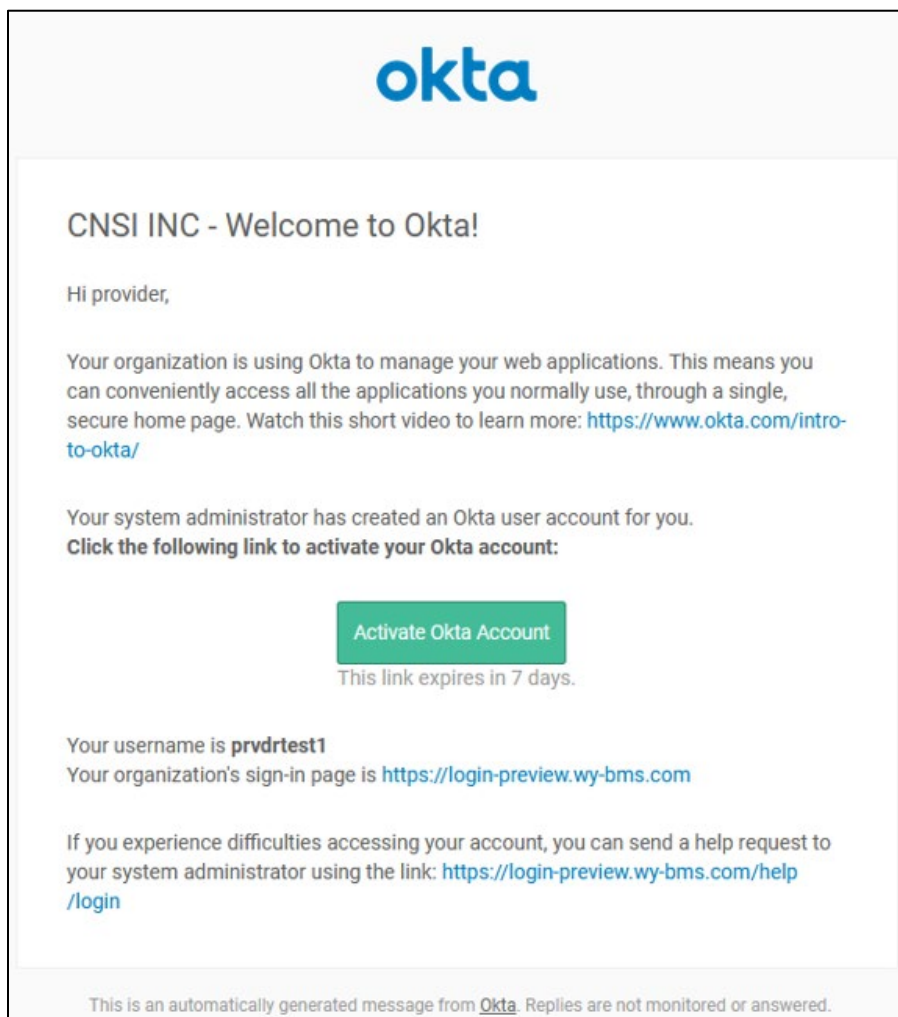 okta
CNSI INC - Welcome to Okta!
Hi provider,
Your organization is using Okta to manage your web applications. This means you
can conveniently access all the applications you normally use, through a single,
secure home page. Watch this short video to learn more: https://www.okta.com/intro-
to-okta/
Your system administrator has created an Okta user account for you.
Click the following link to activate your Okta account:
Activate Okta Account
This link expires in 7 days.
Your username is prvdrtest1
Your organization's sign-in page is https://login-preview.wy-bms.com
If you experience difficulties accessing your account, you can send a help request to
your system administrator using the link: https://login-preview.wy-bms.com/help
/login
This is an automatically generated message from Okta. Replies are not monitored or answered.